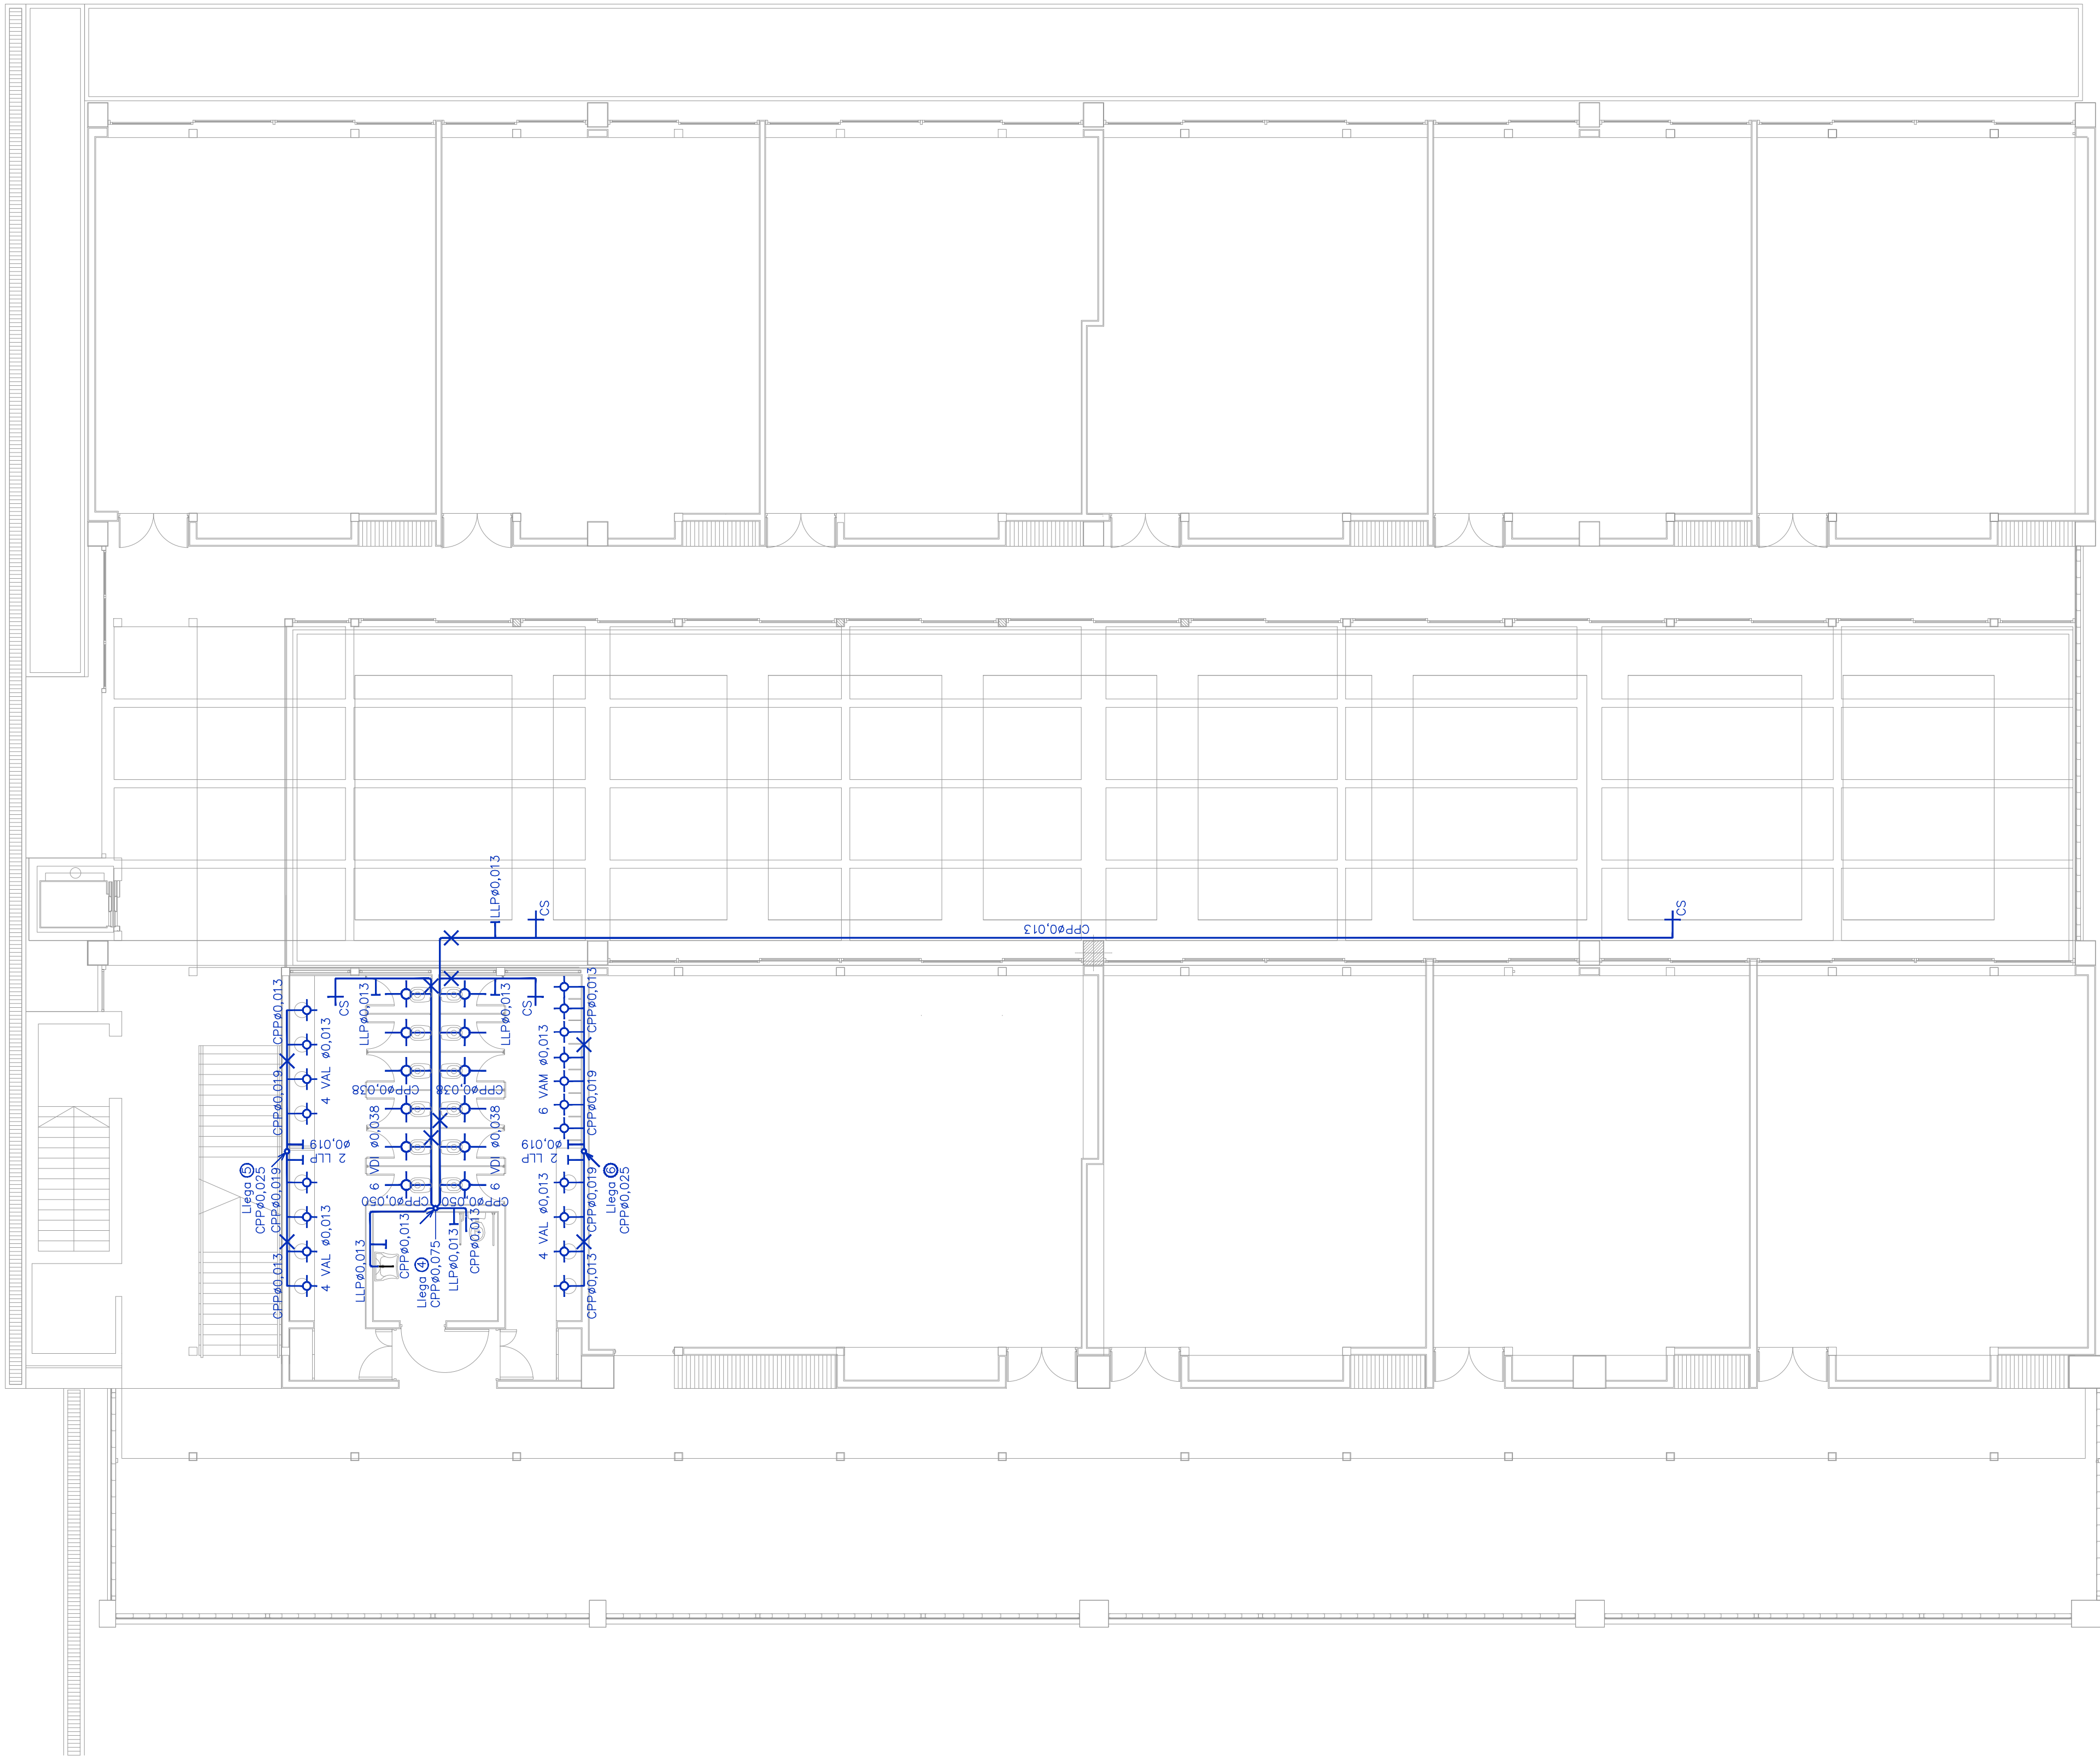 LLPø0,013
CS
CPPø0,013
CS
CPPø0,013
CS
LLPø0,013
LLPø0,013
CS
CPPø0,013
4 VAL ø0,013
6 VAM ø0,013
CPPø0,019
CPPø0,038
CPPø0,038
CPPø0,019
2 LLP
ø0,019
6 VDI ø0,038
6 VDI ø0,038
2 LLP
ø0,019
Llega 5
CPPø0,025
CPPø0,019
CPPø0,050
CPPø0,050
CPPø0,019
Llega 6
CPPø0,025
4 VAL ø0,013
4 VAL ø0,013
CPPø0,013
LLPø0,013
CPPø0,013
Llega 4
CPPø0,075
LLPø0,013
CPPø0,013
CPPø0,013